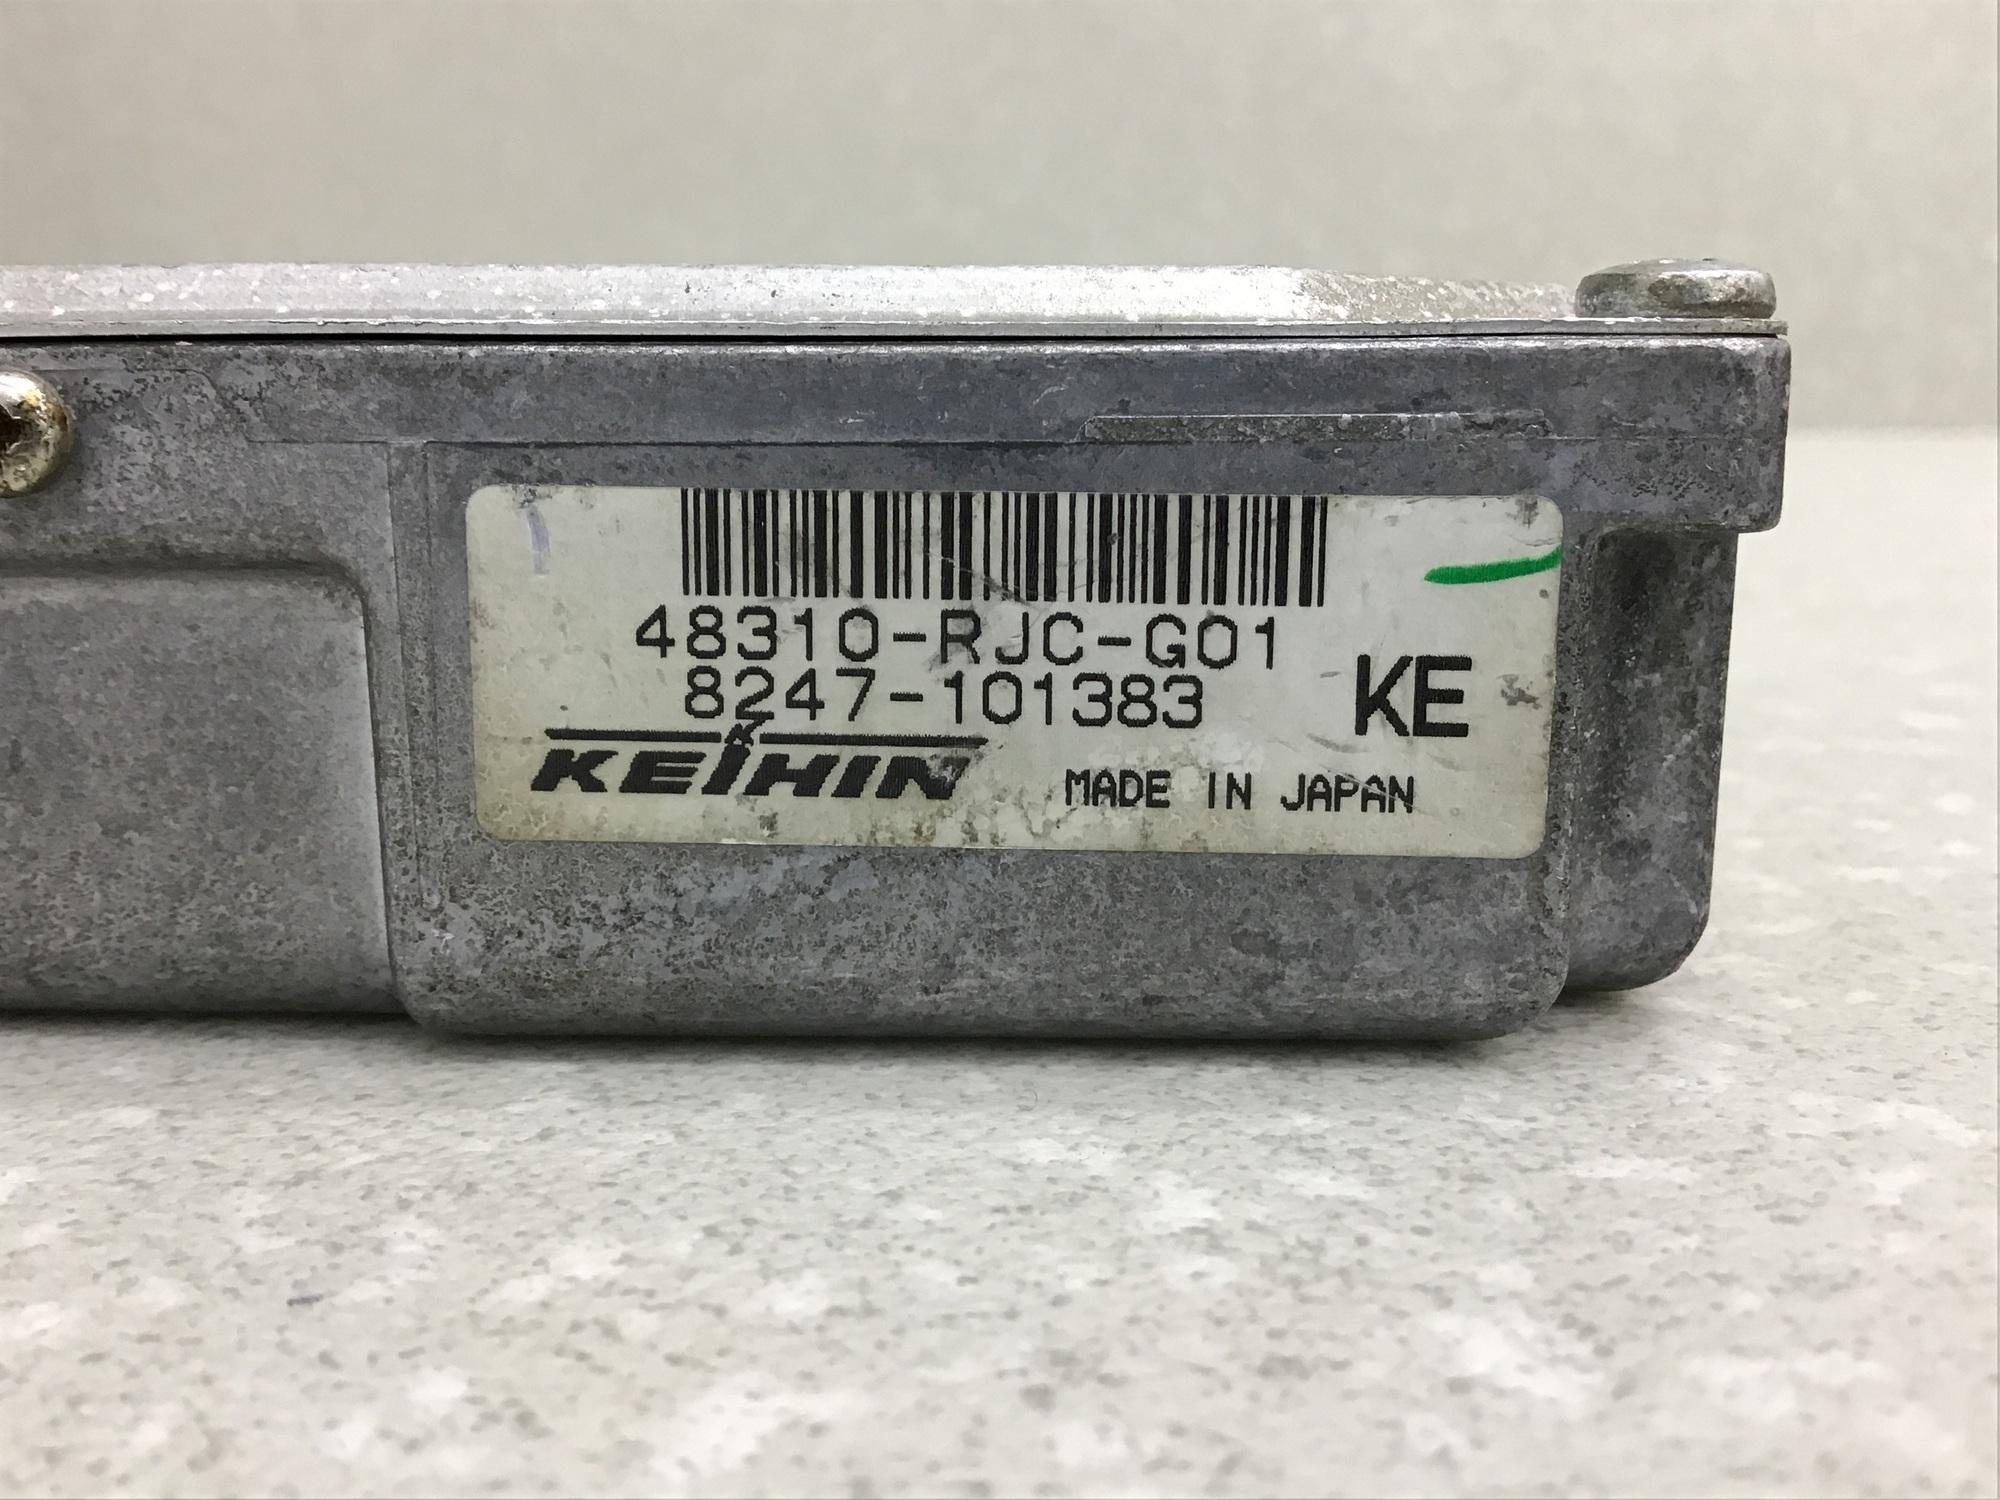 48310-RJC-G01
8247-101383
KE
KEIHIN
MADE IN JAPAN